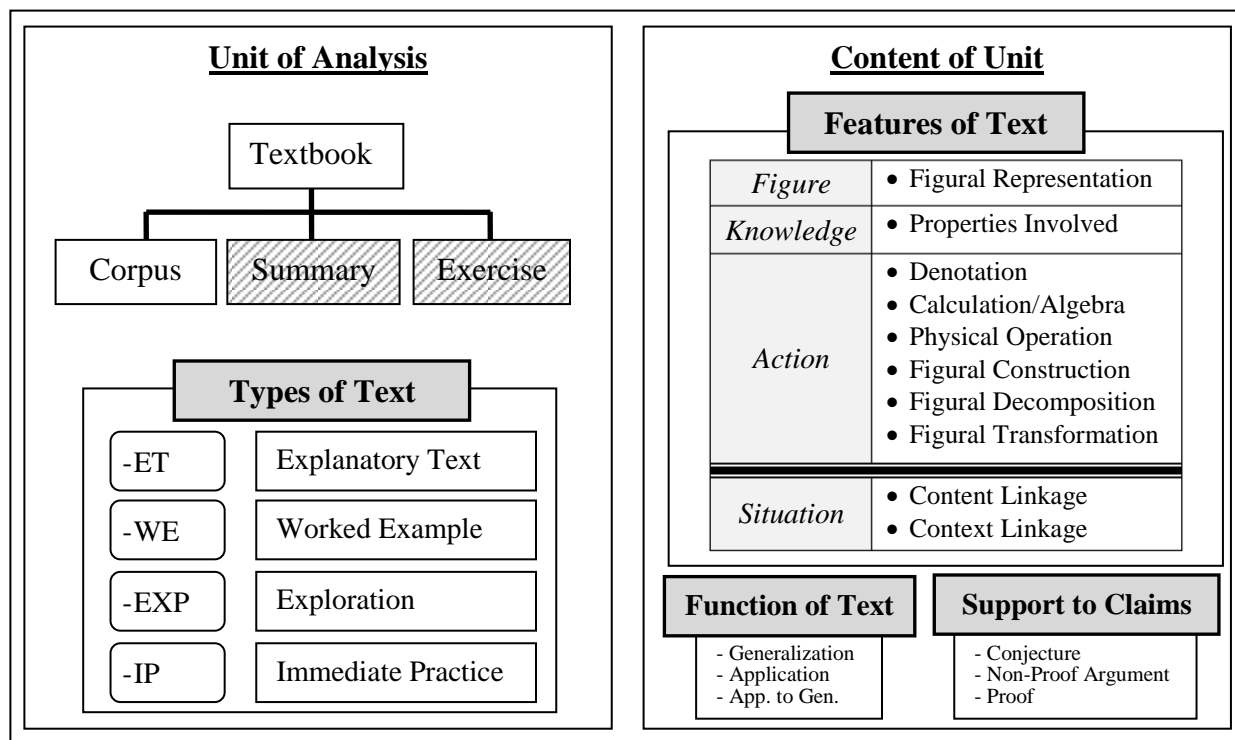 Unit of Analysis
Textbook
Corpus
Summary
Exercise
Types of Text
-ET
Explanatory Text
-WE
Worked Example
-EXP
Exploration
-IP
Immediate Practice
Content of Unit
Features of Text
Figure
• Figural Representation
Knowledge
• Properties Involved
Action
• Denotation
• Calculation/Algebra
• Physical Operation
• Figural Construction
• Figural Decomposition
• Figural Transformation
Situation
• Content Linkage
• Context Linkage
Function of Text
- Generalization
- Application
- App. to Gen.
Support to Claims
- Conjecture
- Non-Proof Argument
- Proof